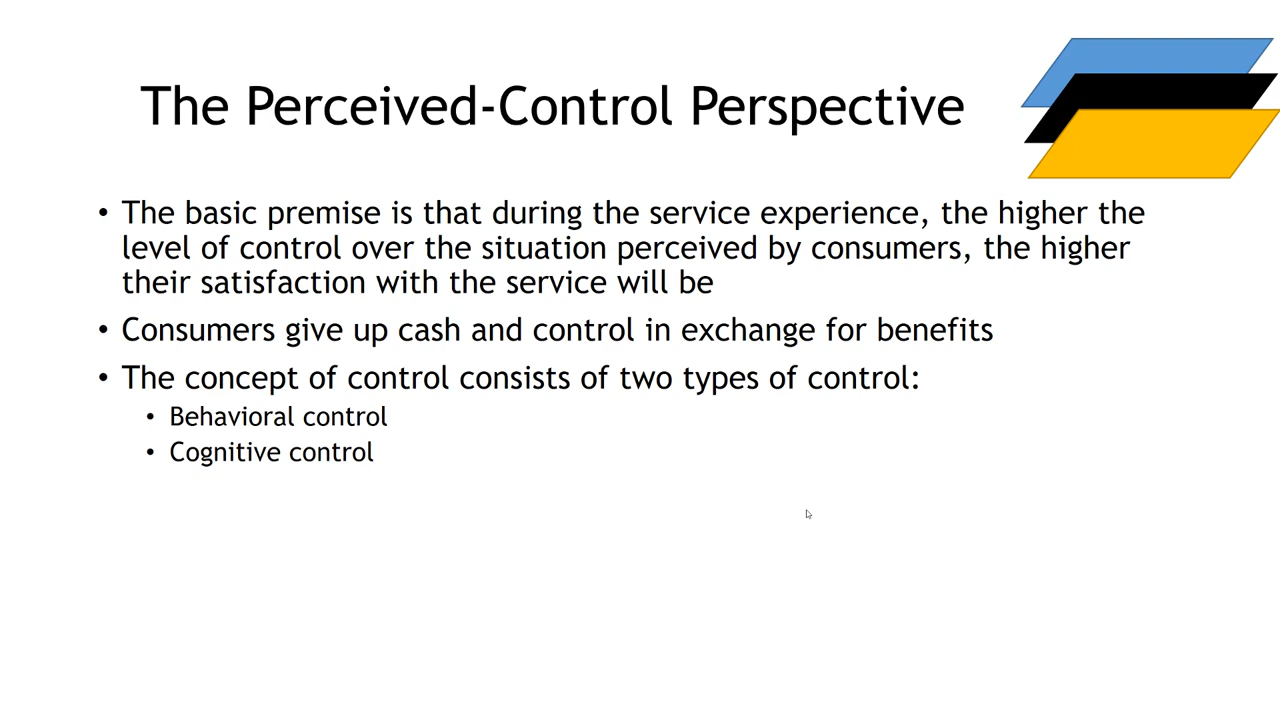 The Perceived-Control Perspective
• The basic premise is that during the service experience, the higher the
level of control over the situation perceived by consumers, the higher
their satisfaction with the service will be
• Consumers give up cash and control in exchange for benefits
• The concept of control consists of two types of control:
• Behavioral control
• Cognitive control